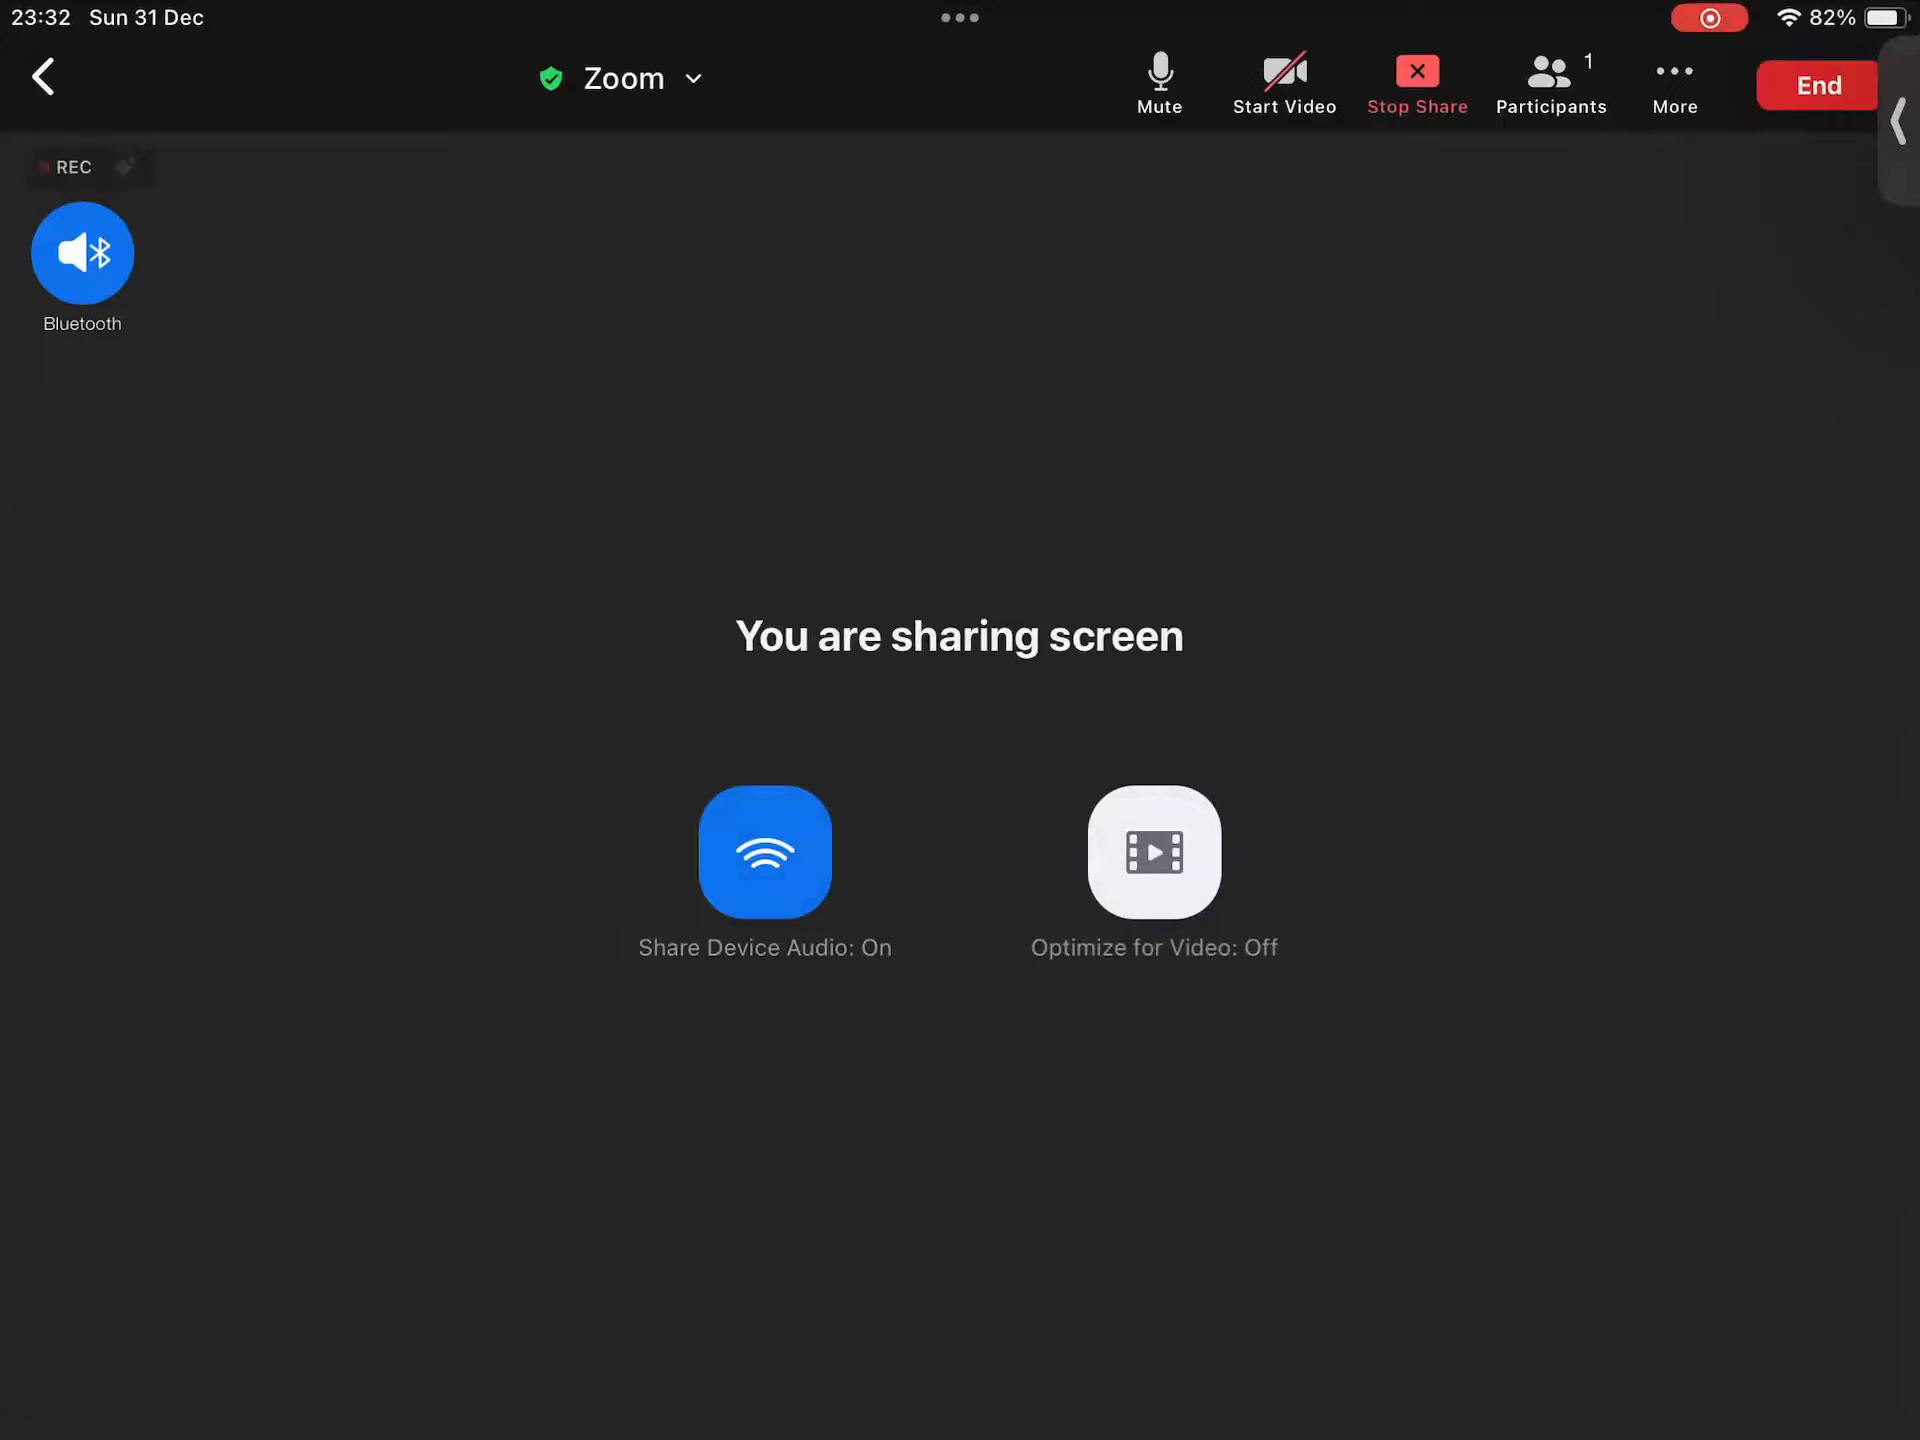 23:32 Sun 31 Dec
82%
Zoom
1
Mute
Start Video
Stop Share
Participants
More
End
REC
Bluetooth
You are sharing screen
Share Device Audio: On
Optimize for Video: Off